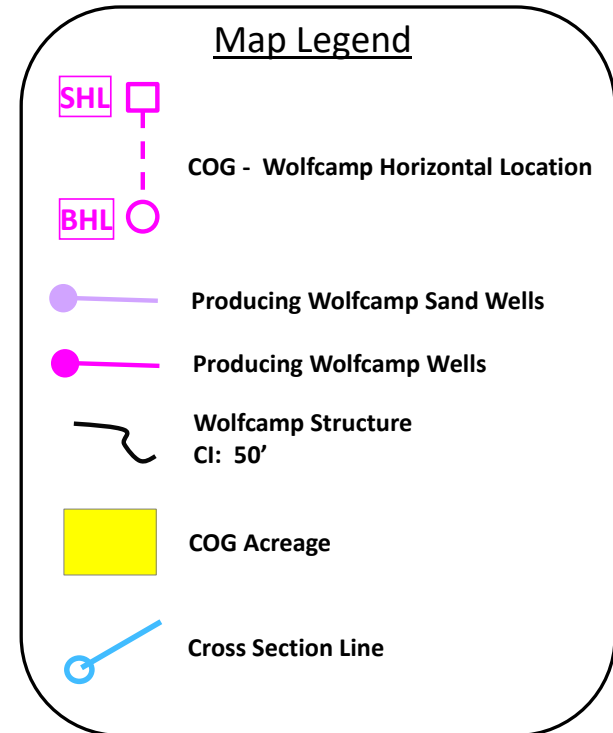 Map Legend
SHL
COG - Wolfcamp Horizontal Location
BHL
Producing Wolfcamp Sand Wells
Producing Wolfcamp Wells
Wolfcamp Structure
CI: 50’
COG Acreage
Cross Section Line